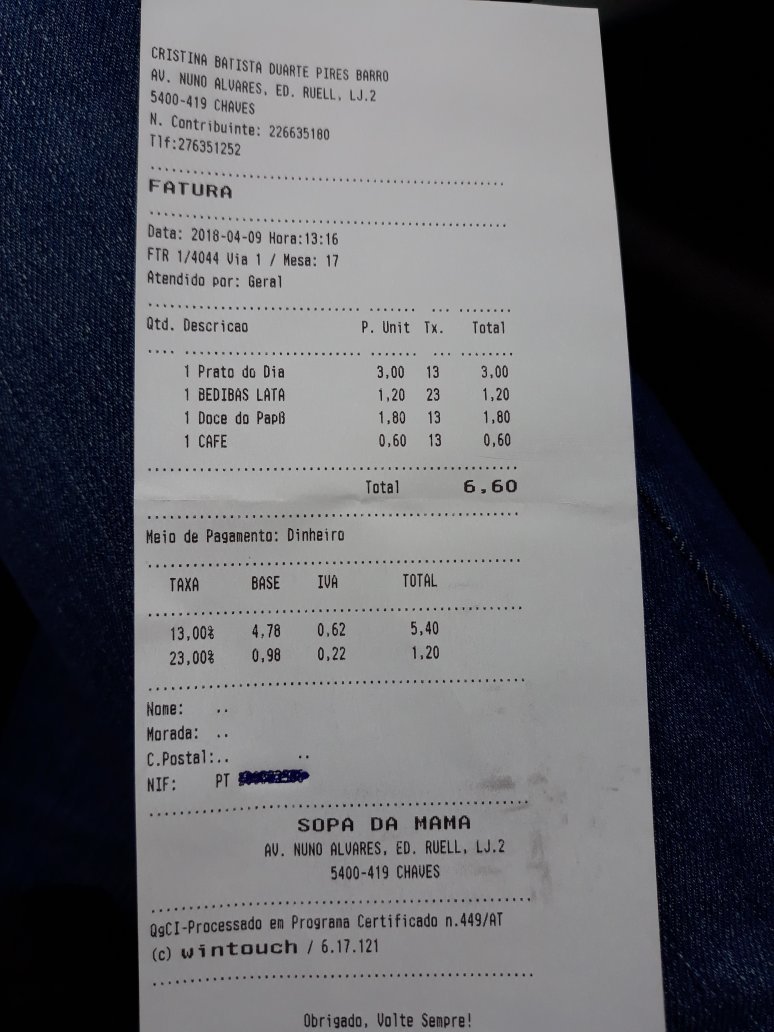 CRISTINA BATISTA DUARTE PIRES BARRO
AV. NUNO ALVARES, ED. RUELL, LJ.2
5400-419 CHAVES
N. Contribuinte: 226635180
Tlf:276351252
FATURA
Data: 2018-04-09 Hora:13:16
FTR 1/4044 Via 1 / Mesa: 17
Atendido por: Geral
Qtd. Descricao P. Unit Tx. Total
1 Prato do Dia 3,00 13 3,00
1 BEDIBAS LATA 1,20 23 1,20
1 Doce do Papß 1,80 13 1,80
1 CAFE 0,60 13 0,60
Total 6,60
Meio de Pagamento: Dinheiro
TAXA BASE IVA TOTAL
13,00% 4,78 0,62 5,40
23,00% 0,98 0,22 1,20
Nome: ..
Morada: ..
C.Postal:.. ..
NIF: PT
SOPA DA MAMA
AV. NUNO ALVARES, ED. RUELL, LJ.2
5400-419 CHAVES
QgCI-Processado em Programa Certificado n.449/AT
(c) wintouch / 6.17.121
Obrigado, Volte Sempre!